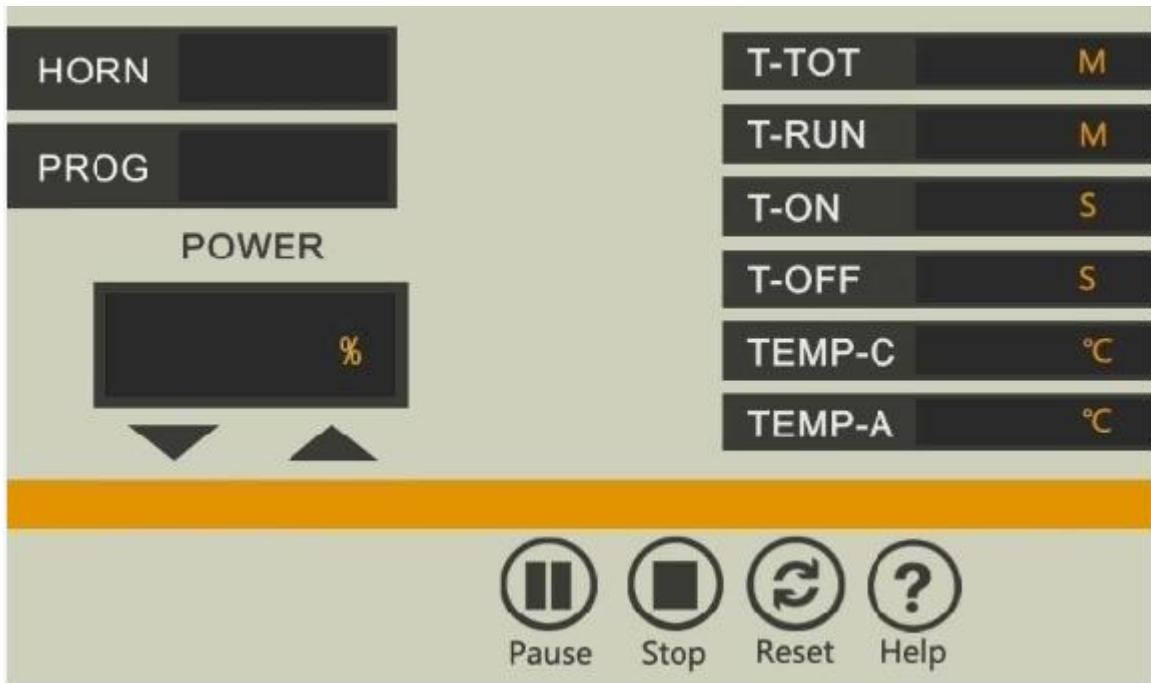 HORN
PROG
POWER
%
T-TOT M
T-RUN M
T-ON S
T-OFF S
TEMP-C °C
TEMP-A °C
Pause Stop Reset Help